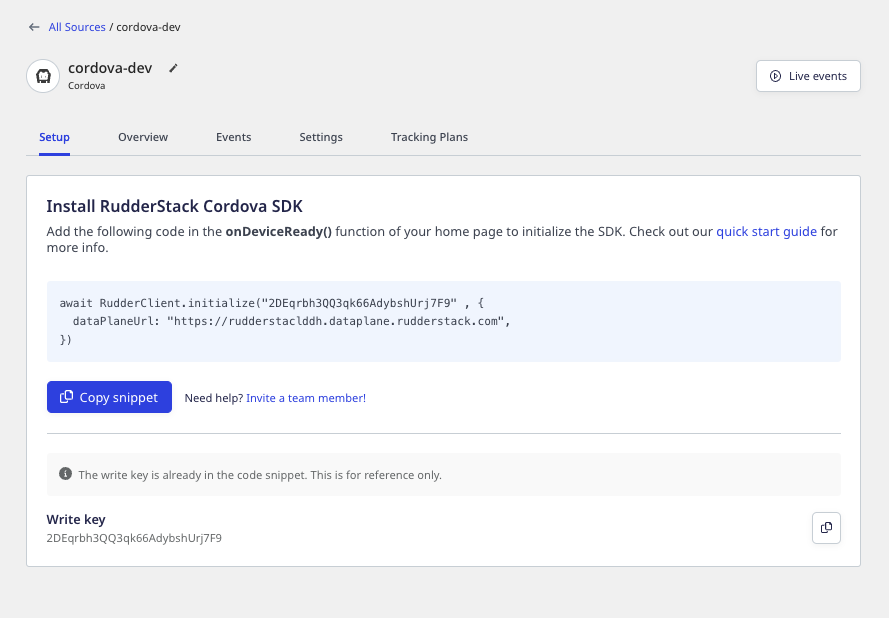 ← All Sources / cordova-dev
cordova-dev
Cordova
Live events
Setup Overview Events Settings Tracking Plans
Install RudderStack Cordova SDK
Add the following code in the onDeviceReady() function of your home page to initialize the SDK. Check out our quick start guide for
more info.
await RudderClient.initialize("2DEqrbh3QQ3qk66AdybshUrj7F9" , {
  dataPlaneUrl: "https://rudderstaclddh.dataplane.rudderstack.com",
})
Copy snippet Need help? Invite a team member!
The write key is already in the code snippet. This is for reference only.
Write key
2DEqrbh3QQ3qk66AdybshUrj7F9